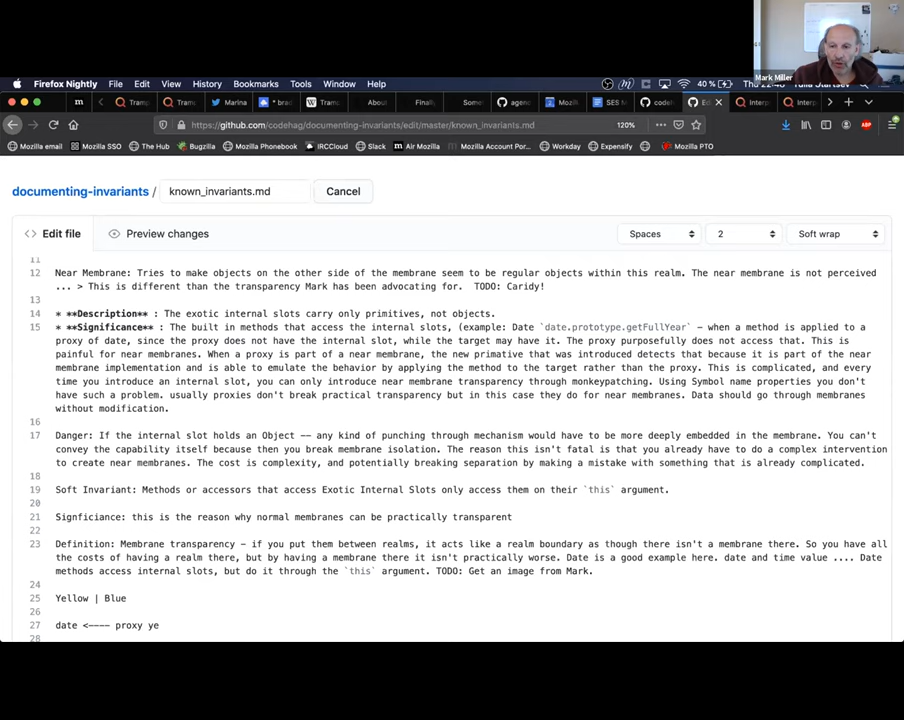 Mark Miller
Firefox Nightly File Edit View History Bookmarks Tools Window Help 40 %
m Tramp Tram Marina * brad Tram About Finall Some agend Mozil SES M codeh Ed Interp Interp
https://github.com/codehag/documenting-invariants/edit/master/known_invariants.md 120% ABP
Mozilla email Mozilla SSO The Hub Bugzilla Mozilla Phonebook IRCCloud Slack Air Mozilla Mozilla Account Por... Workday Expensify Mozilla PTO
documenting-invariants / known_invariants.md Cancel
Edit file Preview changes Spaces 2 Soft wrap
11
12 Near Membrane: Tries to make objects on the other side of the membrane seem to be regular objects within this realm. The near membrane is not perceived
... > This is different than the transparency Mark has been advocating for. TODO: Caridy!
13
14 * **Description** : The exotic internal slots carry only primitives, not objects.
15 * **Significance** : The built in methods that access the internal slots, (example: Date `date.prototype.getFullYear` - when a method is applied to a
proxy of date, since the proxy does not have the internal slot, while the target may have it. The proxy purposefully does not access that. This is
painful for near membranes. When a proxy is part of a near membrane, the new primative that was introduced detects that because it is part of the near
membrane implementation and is able to emulate the behavior by applying the method to the target rather than the proxy. This is complicated, and every
time you introduce an internal slot, you can only introduce near membrane transparency through monkeypatching. Using Symbol name properties you don't
have such a problem. usually proxies don't break practical transparency but in this case they do for near membranes. Data should go through membranes
without modification.
16
17 Danger: If the internal slot holds an Object -- any kind of punching through mechanism would have to be more deeply embedded in the membrane. You can't
convey the capability itself because then you break membrane isolation. The reason this isn't fatal is that you already have to do a complex intervention
to create near membranes. The cost is complexity, and potentially breaking separation by making a mistake with something that is already complicated.
18
19 Soft Invariant: Methods or accessors that access Exotic Internal Slots only access them on their `this` argument.
20
21 Signficiance: this is the reason why normal membranes can be practically transparent
22
23 Definition: Membrane transparency - if you put them between realms, it acts like a realm boundary as though there isn't a membrane there. So you have all
the costs of having a realm there, but by having a membrane there it isn't practically worse. Date is a good example here. date and time value .... Date
methods access internal slots, but do it through the `this` argument. TODO: Get an image from Mark.
24
25 Yellow | Blue
26
27 date <---- proxy ye
28